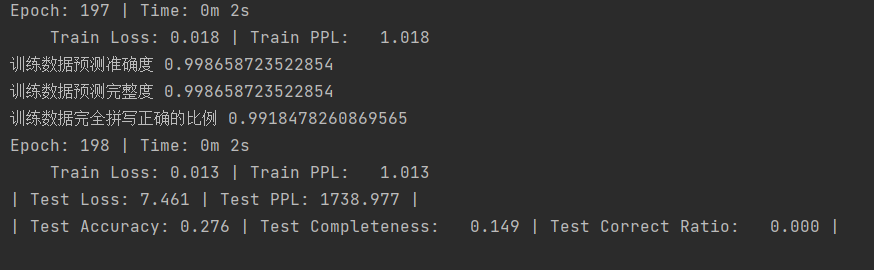 Epoch: 197 | Time: 0m 2s
Train Loss: 0.018 | Train PPL: 1.018
训练数据预测准确度 0.998658723522854
训练数据预测完整度 0.998658723522854
训练数据完全拼写正确的比例 0.9918478260869565
Epoch: 198 | Time: 0m 2s
Train Loss: 0.013 | Train PPL: 1.013
| Test Loss: 7.461 | Test PPL: 1738.977 |
| Test Accuracy: 0.276 | Test Completeness: 0.149 | Test Correct Ratio: 0.000 |